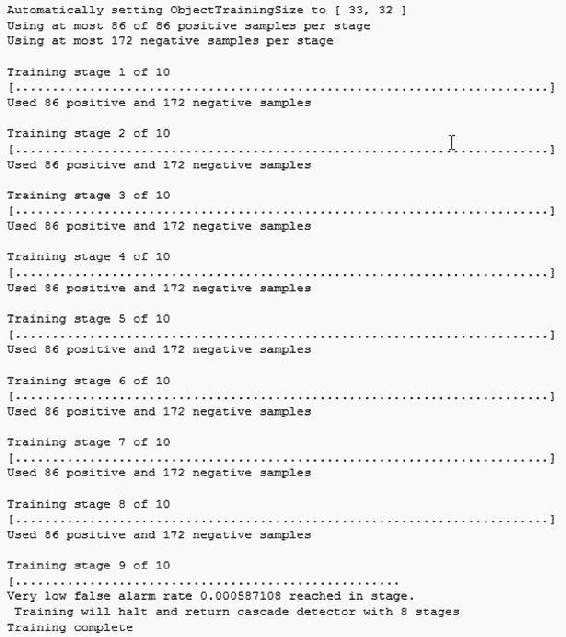 Automatically setting ObjectTrainingSize to [ 33, 32 ]
Using at most 86 of 86 positive samples per stage
Using at most 172 negative samples per stage
Training stage 1 of 10
[.................................................................................]
Used 86 positive and 172 negative samples
Training stage 2 of 10
[.................................................................................]
Used 86 positive and 172 negative samples
Training stage 3 of 10
[.................................................................................]
Used 86 positive and 172 negative samples
Training stage 4 of 10
[.................................................................................]
Used 86 positive and 172 negative samples
Training stage 5 of 10
[.................................................................................]
Used 86 positive and 172 negative samples
Training stage 6 of 10
[.................................................................................]
Used 86 positive and 172 negative samples
Training stage 7 of 10
[.................................................................................]
Used 86 positive and 172 negative samples
Training stage 8 of 10
[.................................................................................]
Used 86 positive and 172 negative samples
Training stage 9 of 10
[..........................................................
Very low false alarm rate 0.000587108 reached in stage.
Training will halt and return cascade detector with 8 stages
Training complete